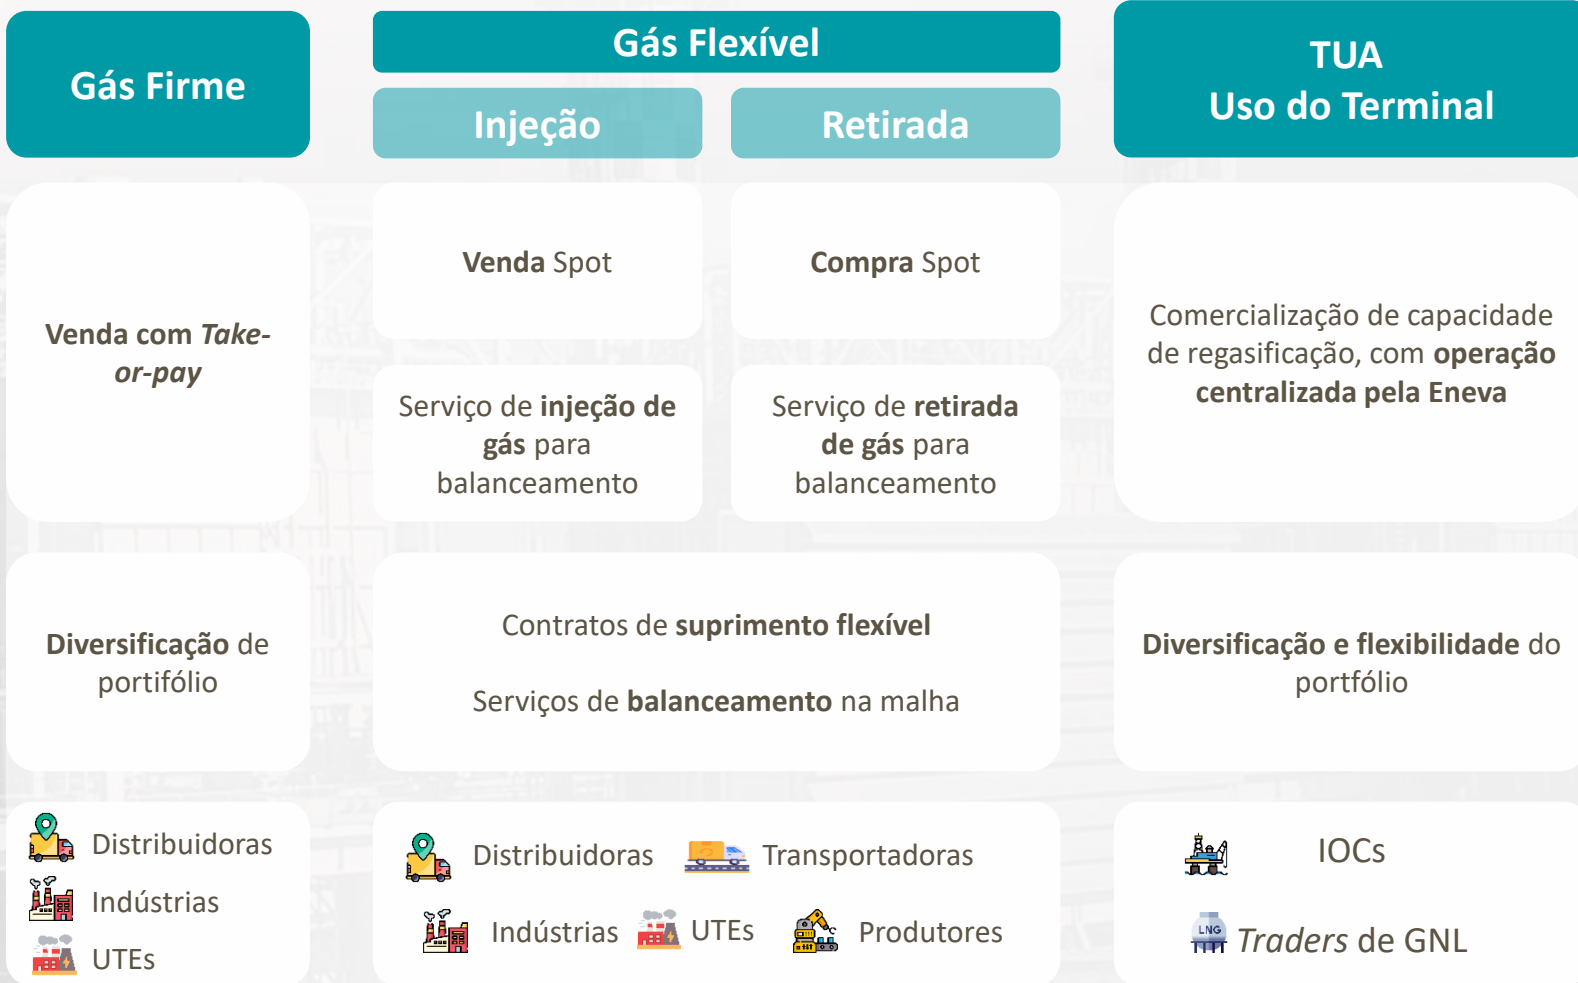 Gás Firme
Gás Flexível
Injeção
Retirada
TUA
Uso do Terminal
Venda com Take-
or-pay
Venda Spot
Compra Spot
Serviço de injeção de
gás para
balanceamento
Serviço de retirada
de gás para
balanceamento
Comercialização de capacidade
de regasificação, com operação
centralizada pela Eneva
Diversificação de
portifólio
Contratos de suprimento flexível
Serviços de balanceamento na malha
Diversificação e flexibilidade do
portfólio
Distribuidoras
Indústrias
UTEs
Distribuidoras
Transportadoras
Indústrias
UTEs
Produtores
IOCs
LNG
Traders de GNL